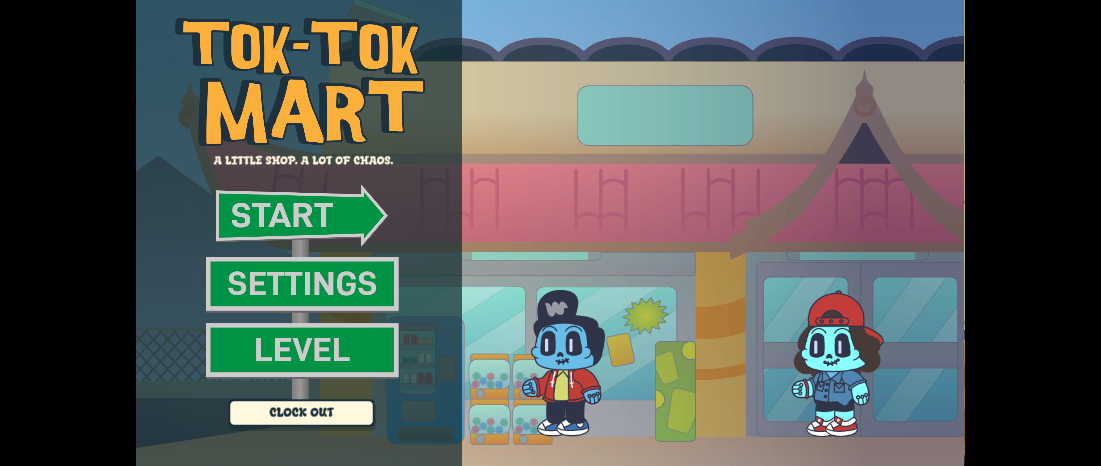 TOK-TOK
MART
A LITTLE SHOP. A LOT OF CHAOS.
START
SETTINGS
LEVEL
CLOCK OUT